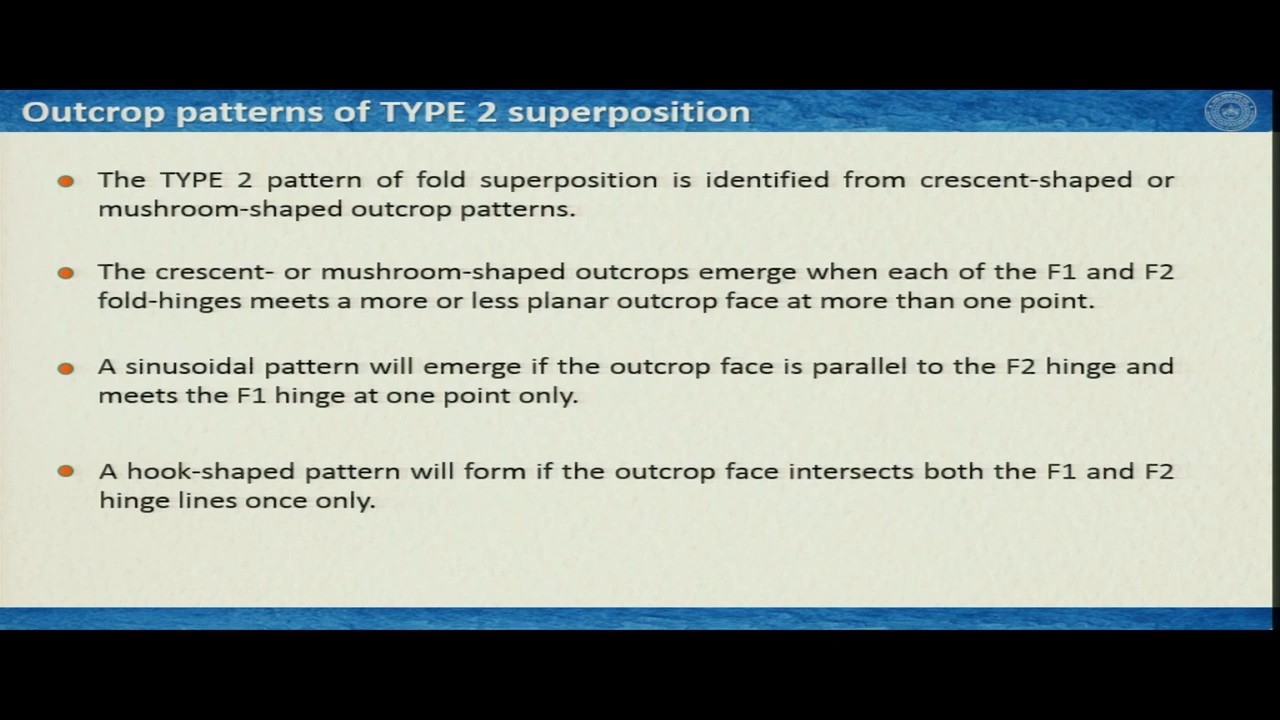 Outcrop patterns of TYPE 2 superposition
The TYPE 2 pattern of fold superposition is identified from crescent-shaped or
mushroom-shaped outcrop patterns.
The crescent- or mushroom-shaped outcrops emerge when each of the F1 and F2
fold-hinges meets a more or less planar outcrop face at more than one point.
A sinusoidal pattern will emerge if the outcrop face is parallel to the F2 hinge and
meets the F1 hinge at one point only.
A hook-shaped pattern will form if the outcrop face intersects both the F1 and F2
hinge lines once only.